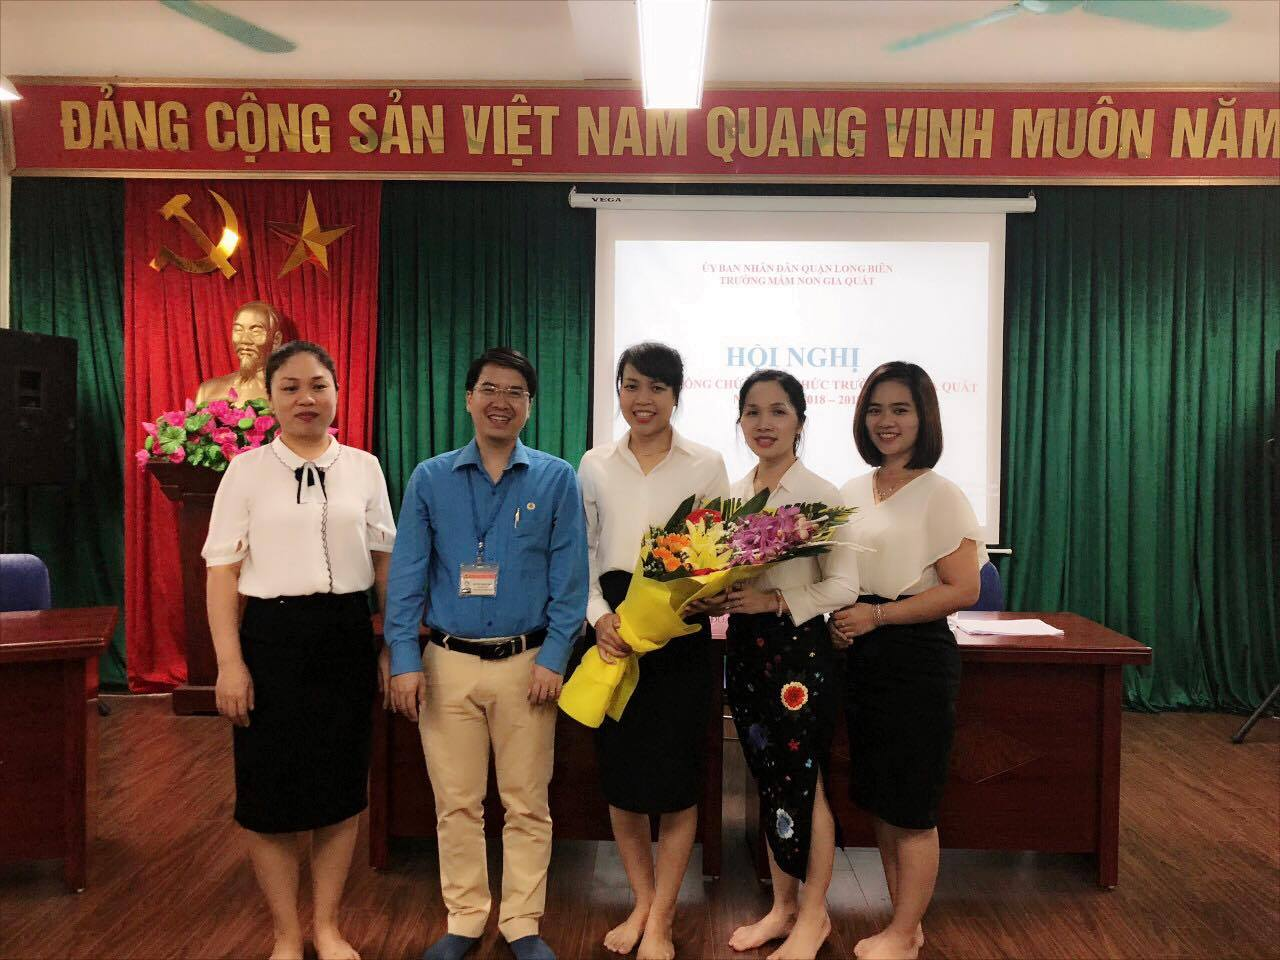 ĐẢNG CỘNG SẢN VIỆT NAM QUANG VINH MUÔN NĂM
VEGA
ỦY BAN NHÂN DÂN QUẬN LONG BIÊN
TRƯỜNG MẦM NON GIA QUẤT
HỘI NGHỊ
QUẤT